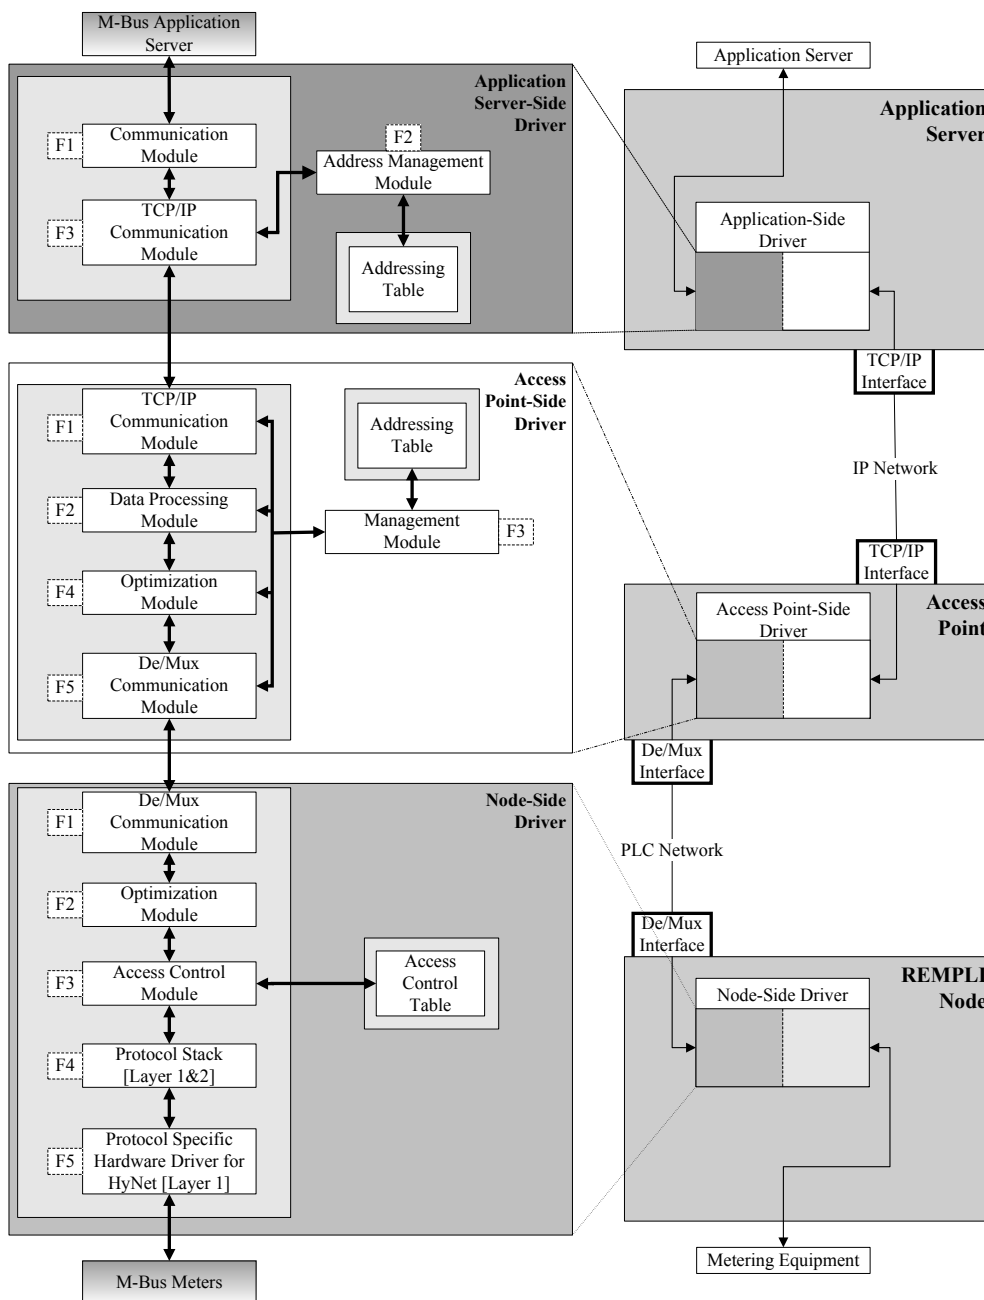 M-Bus Application
Server
Application
Server-Side
Driver
F1
Communication
Module
F2
Address Management
Module
F3
TCP/IP
Communication
Module
Addressing
Table
Access
Point-Side
Driver
F1
TCP/IP
Communication
Module
Addressing
Table
F2
Data Processing
Module
Management
Module
F3
F4
Optimization
Module
F5
De/Mux
Communication
Module
Node-Side
Driver
F1
De/Mux
Communication
Module
F2
Optimization
Module
F3
Access Control
Module
Access
Control
Table
F4
Protocol Stack
[Layer 1&2]
F5
Protocol Specific
Hardware Driver for
HyNet [Layer 1]
M-Bus Meters
Application Server
Application
Server
Application-Side
Driver
TCP/IP
Interface
IP Network
TCP/IP
Interface
Access
Point
Access Point-Side
Driver
De/Mux
Interface
PLC Network
De/Mux
Interface
REMPLI
Node
Node-Side Driver
Metering Equipment